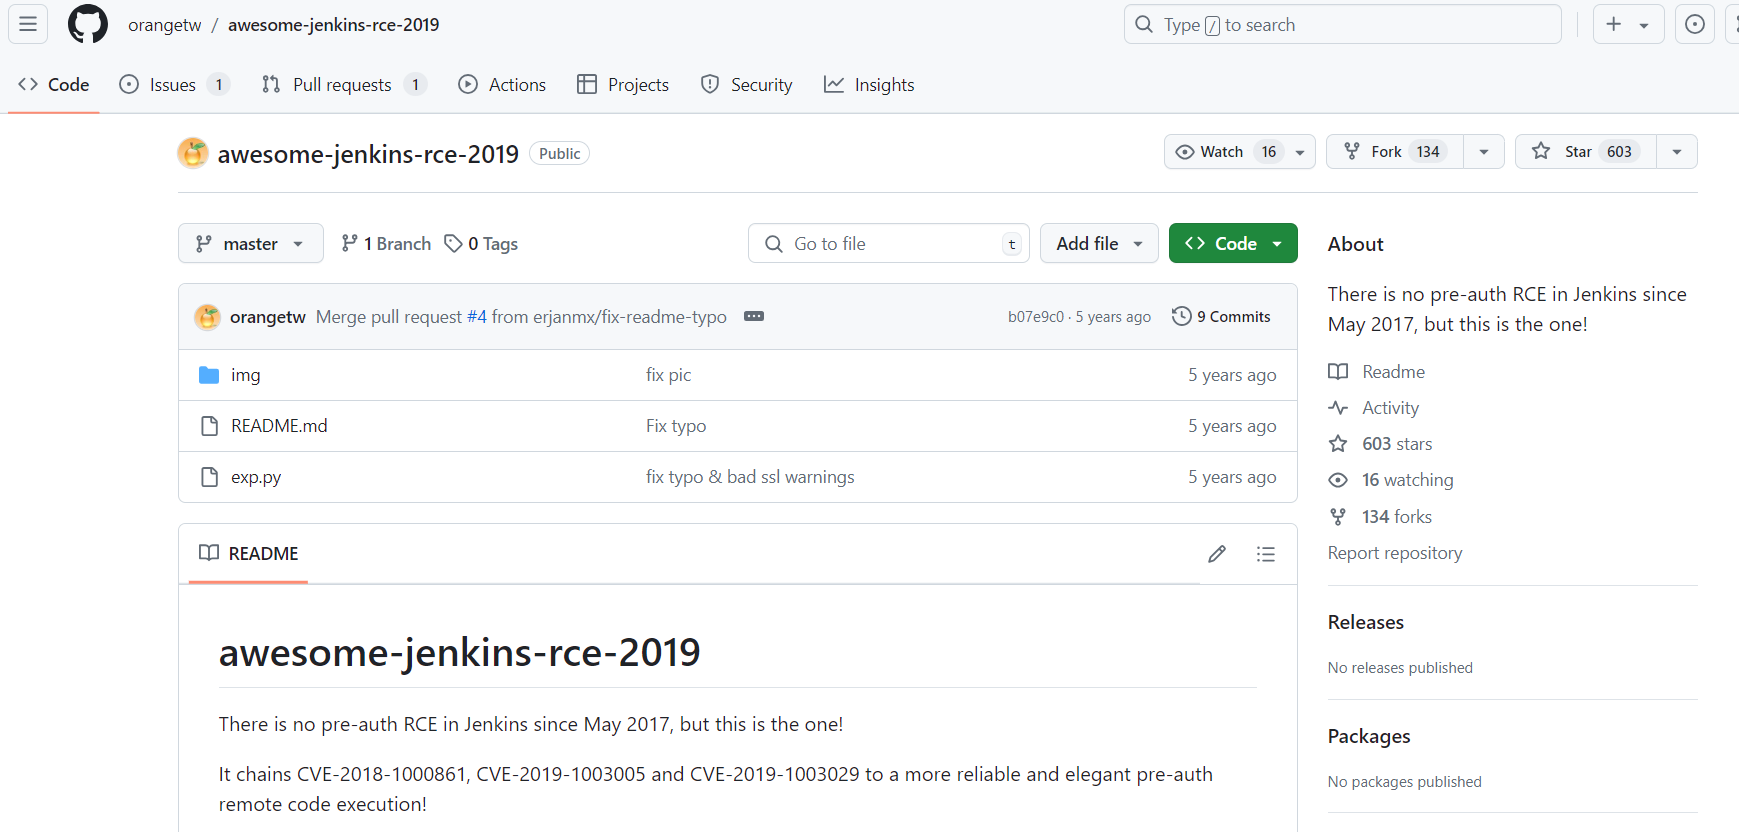 orangetw / awesome-jenkins-rce-2019
Type / to search
Code Issues 1 Pull requests 1 Actions Projects Security Insights
awesome-jenkins-rce-2019 Public
Watch 16 Fork 134 Star 603
master 1 Branch 0 Tags Go to file t Add file Code
orangetw Merge pull request #4 from erjanmx/fix-readme-typo b07e9c0 · 5 years ago 9 Commits
img fix pic 5 years ago
README.md Fix typo 5 years ago
exp.py fix typo & bad ssl warnings 5 years ago
README
awesome-jenkins-rce-2019
There is no pre-auth RCE in Jenkins since May 2017, but this is the one!
It chains CVE-2018-1000861, CVE-2019-1003005 and CVE-2019-1003029 to a more reliable and elegant pre-auth
remote code execution!
About
There is no pre-auth RCE in Jenkins since
May 2017, but this is the one!
Readme
Activity
603 stars
16 watching
134 forks
Report repository
Releases
No releases published
Packages
No packages published